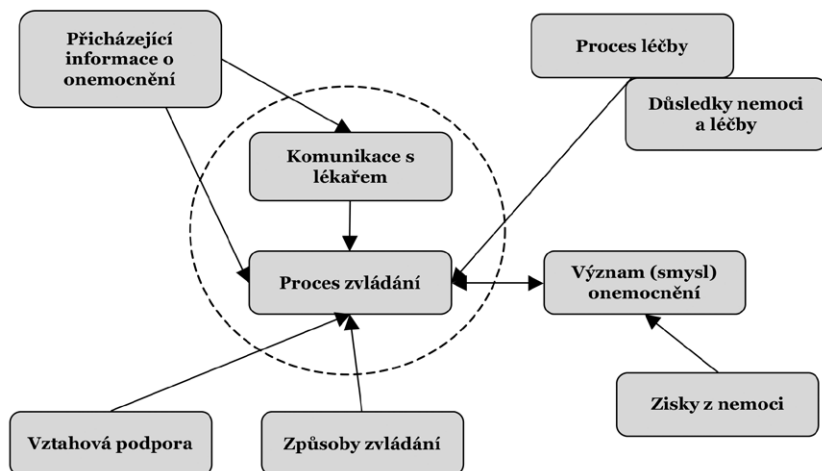 Přicházející
informace o
onemocnění
Proces léčby
Důsledky nemoci
a léčby
Komunikace s
lékařem
Proces zvládání
Význam (smysl)
onemocnění
Vztahová podpora
Způsoby zvládání
Zisky z nemoci